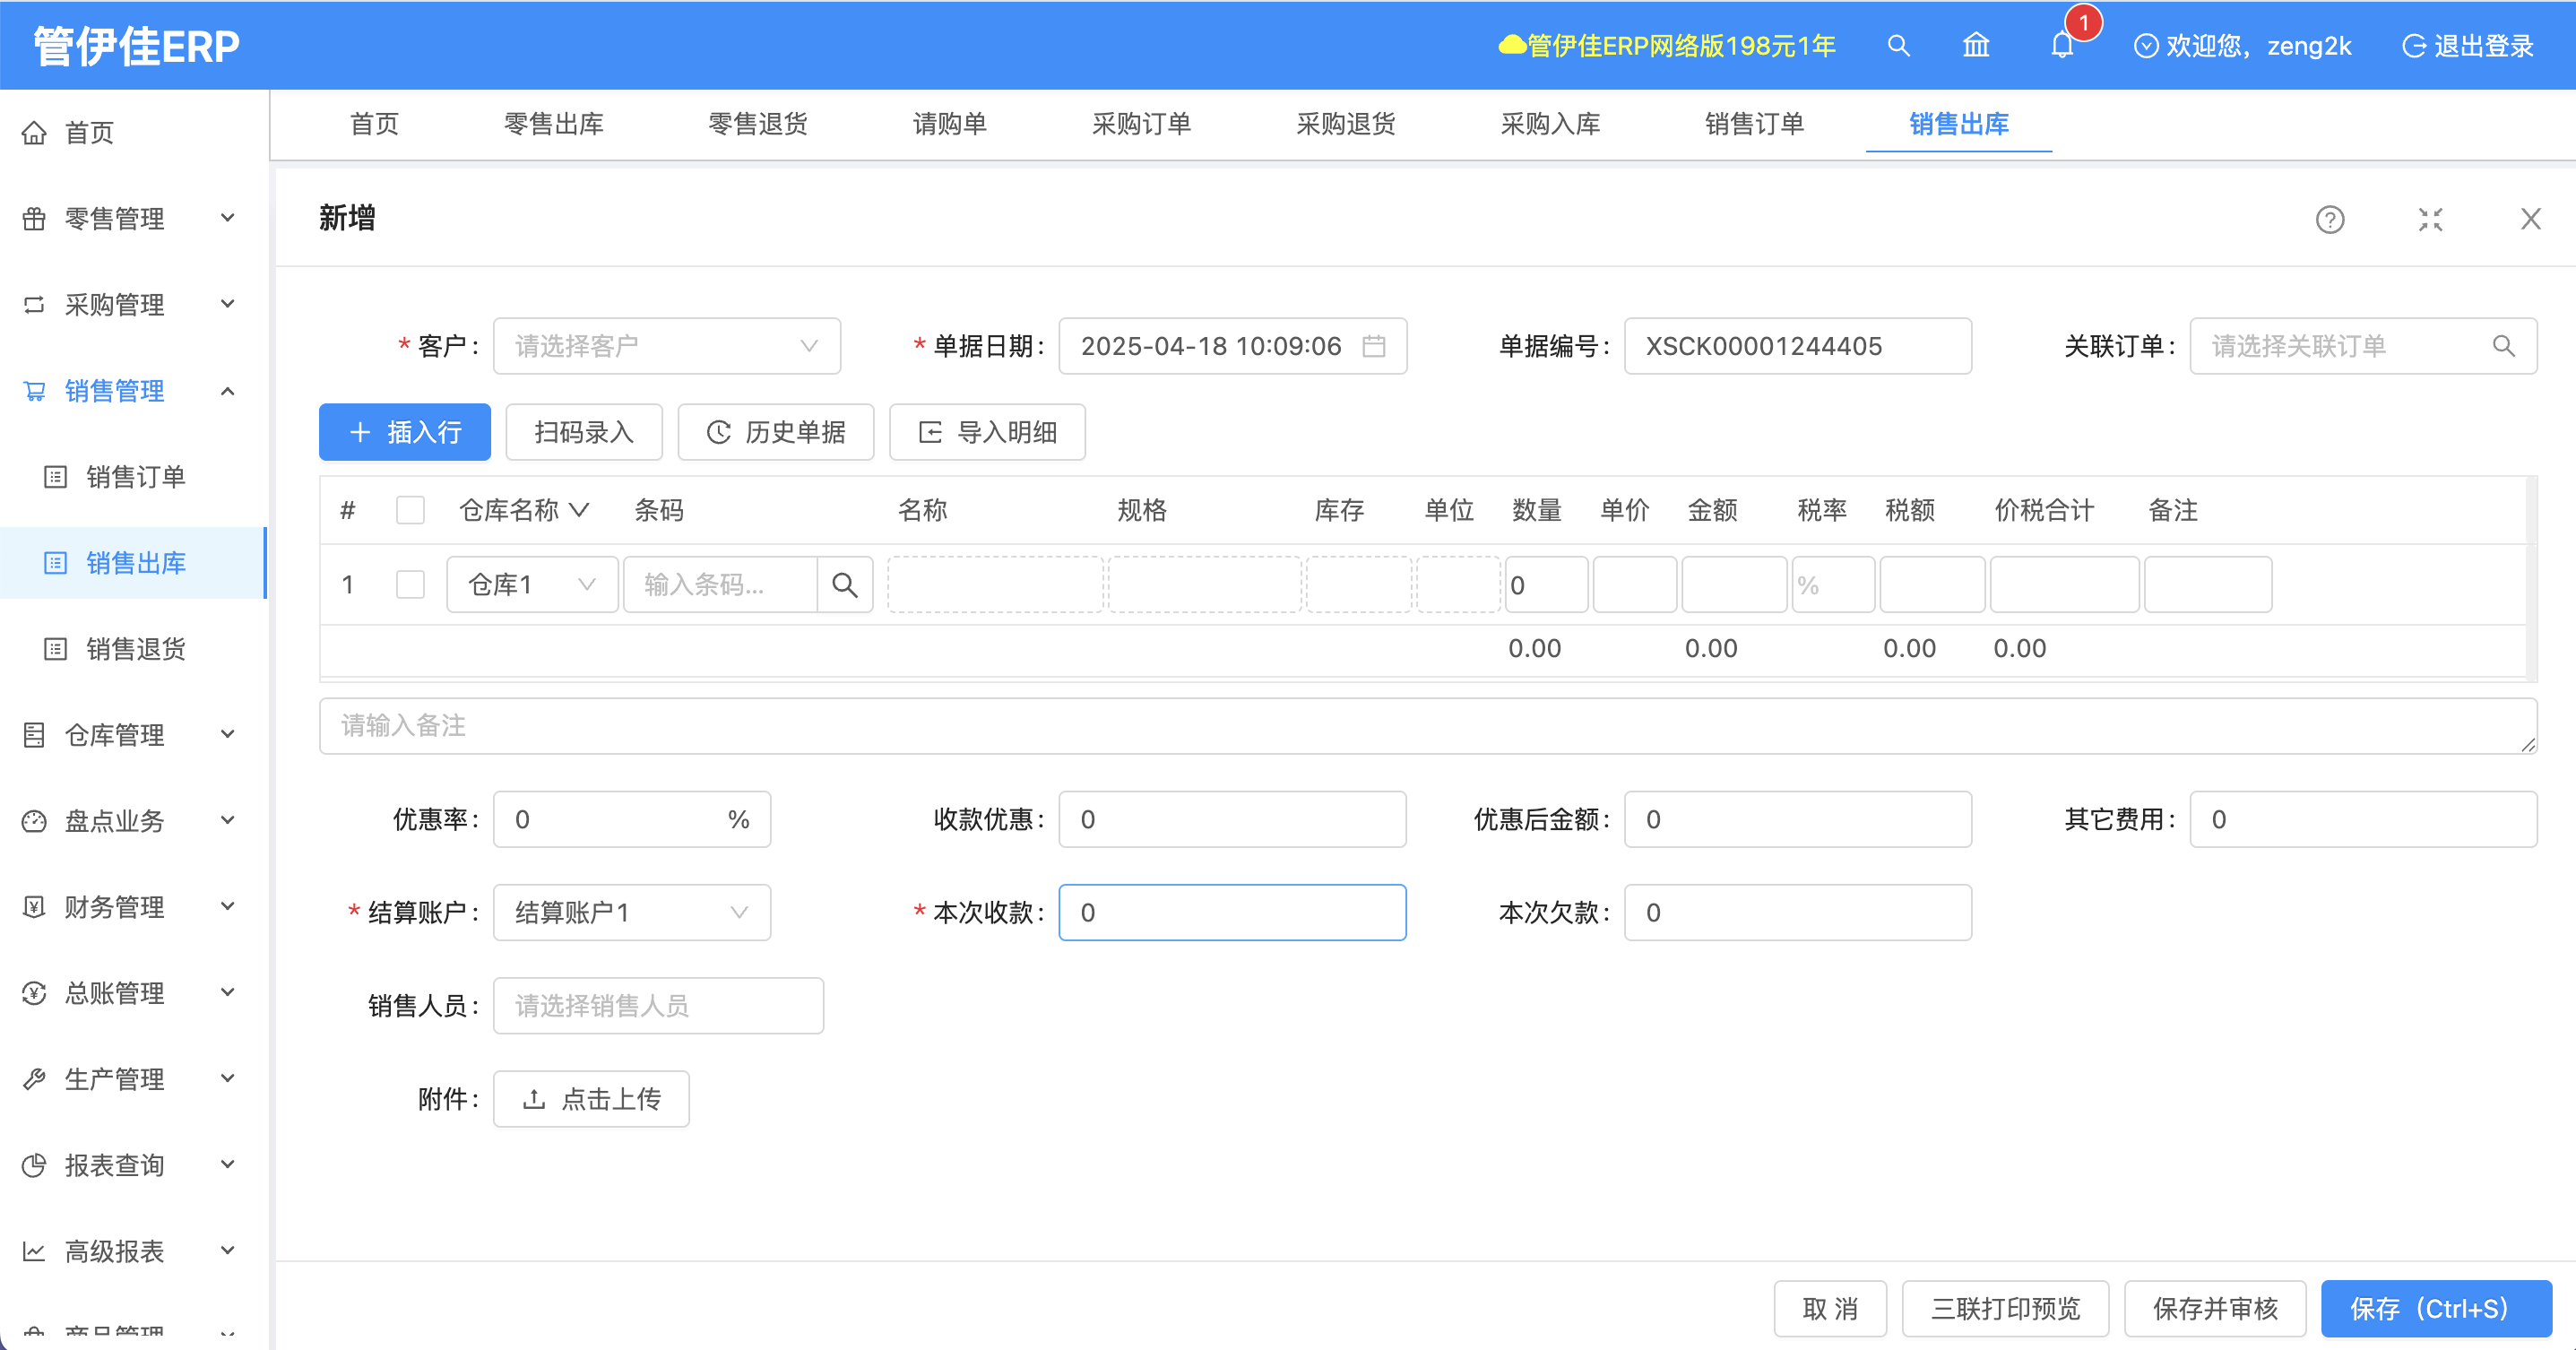 管伊佳ERP
管伊佳ERP网络版198元1年
1
欢迎您，zeng2k
退出登录
首页
零售管理
采购管理
销售管理
销售订单
销售出库
销售退货
仓库管理
盘点业务
财务管理
总账管理
生产管理
报表查询
高级报表
商品管理
首页 零售出库 零售退货 请购单 采购订单 采购退货 采购入库 销售订单 销售出库
新增
* 客户： 请选择客户 * 单据日期： 2025-04-18 10:09:06 单据编号： XSCK00001244405 关联订单： 请选择关联订单
插入行 扫码录入 历史单据 导入明细
# 仓库名称 条码 名称 规格 库存 单位 数量 单价 金额 税率 税额 价税合计 备注
1 仓库1 输入条码... 0 %
0.00 0.00 0.00 0.00
请输入备注
优惠率： 0 % 收款优惠： 0 优惠后金额： 0 其它费用： 0
* 结算账户： 结算账户1 * 本次收款： 0 本次欠款： 0
销售人员： 请选择销售人员
附件： 点击上传
取 消 三联打印预览 保存并审核 保存（Ctrl+S）